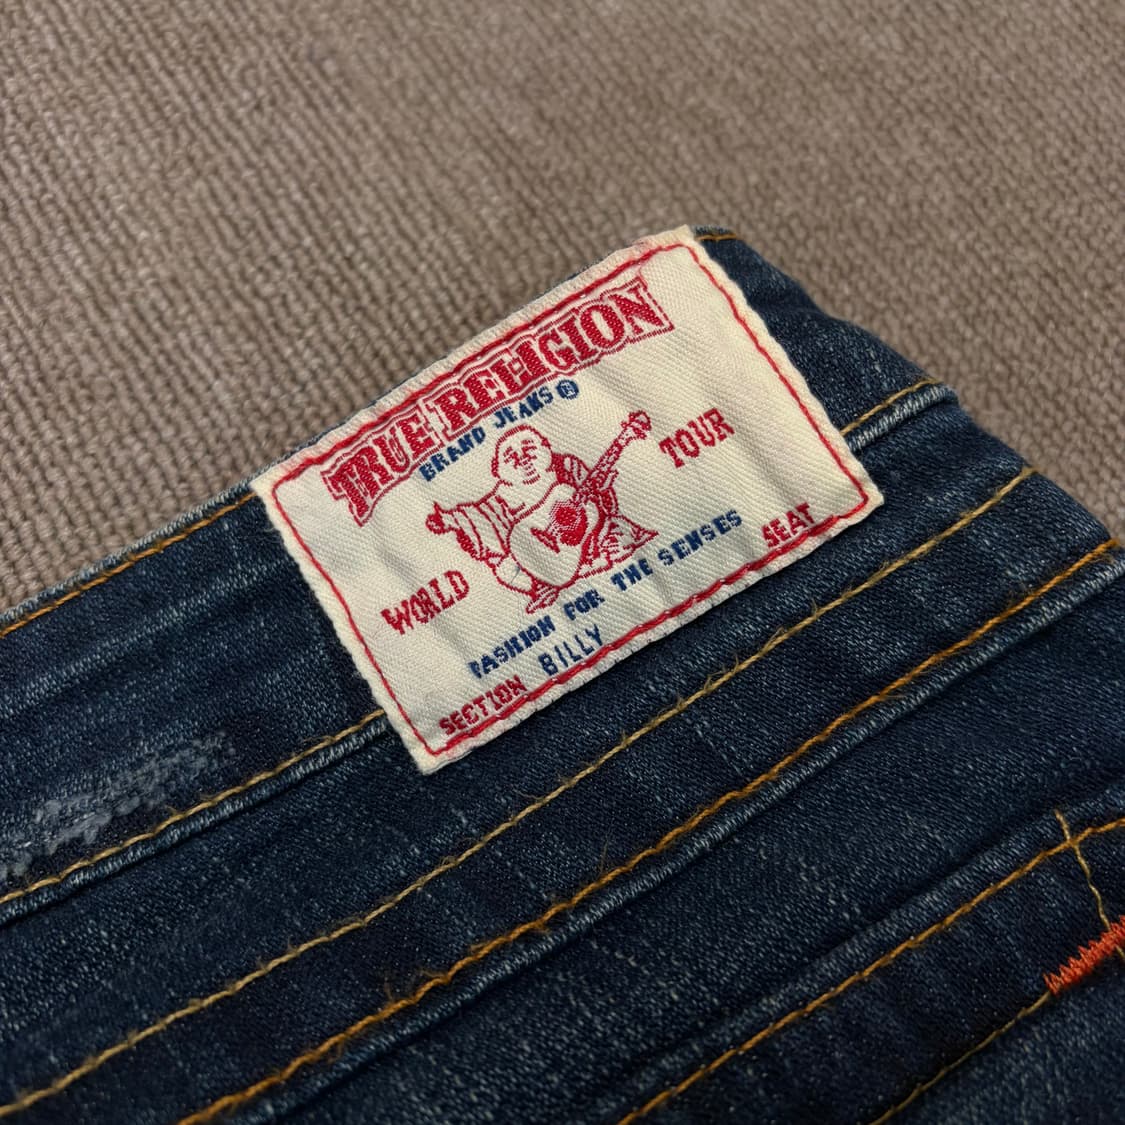 TRUE RELIGION
BRAND JEANS®
WORLD TOUR
FASHION FOR THE SENSES
SECTION BILLY SEAT